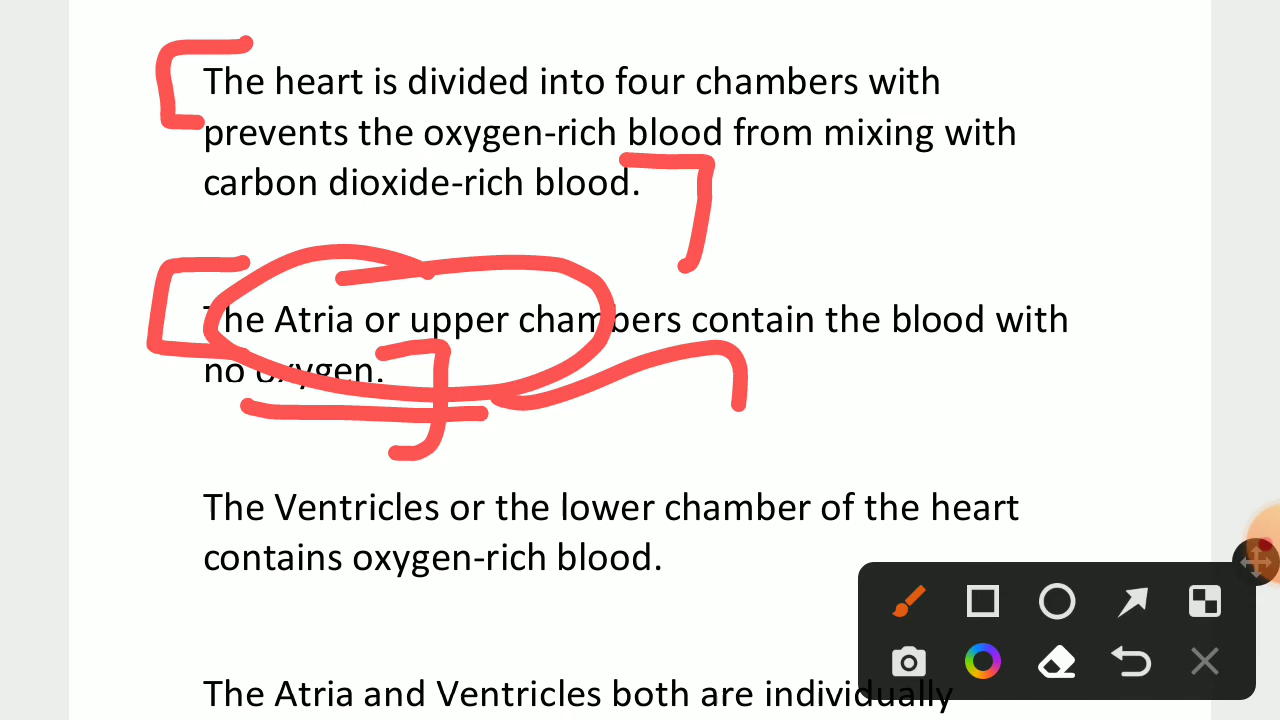 The heart is divided into four chambers with
prevents the oxygen-rich blood from mixing with
carbon dioxide-rich blood.
The Atria or upper chambers contain the blood with
no oxygen.
The Ventricles or the lower chamber of the heart
contains oxygen-rich blood.
The Atria and Ventricles both are individually